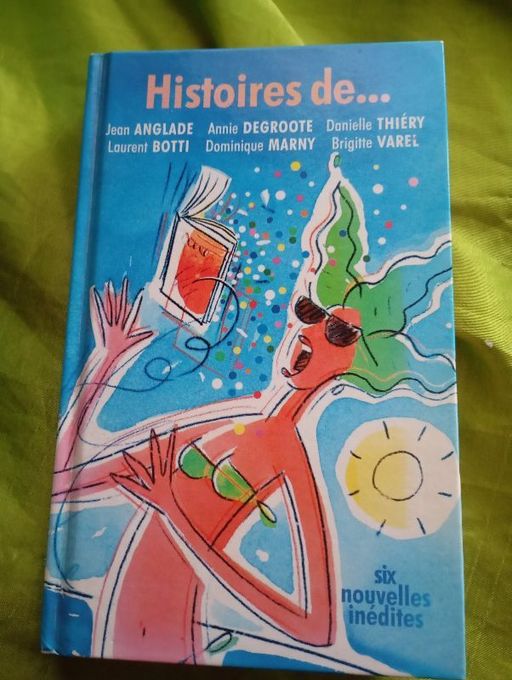 Histoires de...
Jean ANGLADE Annie DEGROOTE Danielle THIÉRY
Laurent BOTTI Dominique MARNY Brigitte VAREL
six
nouvelles
inédites